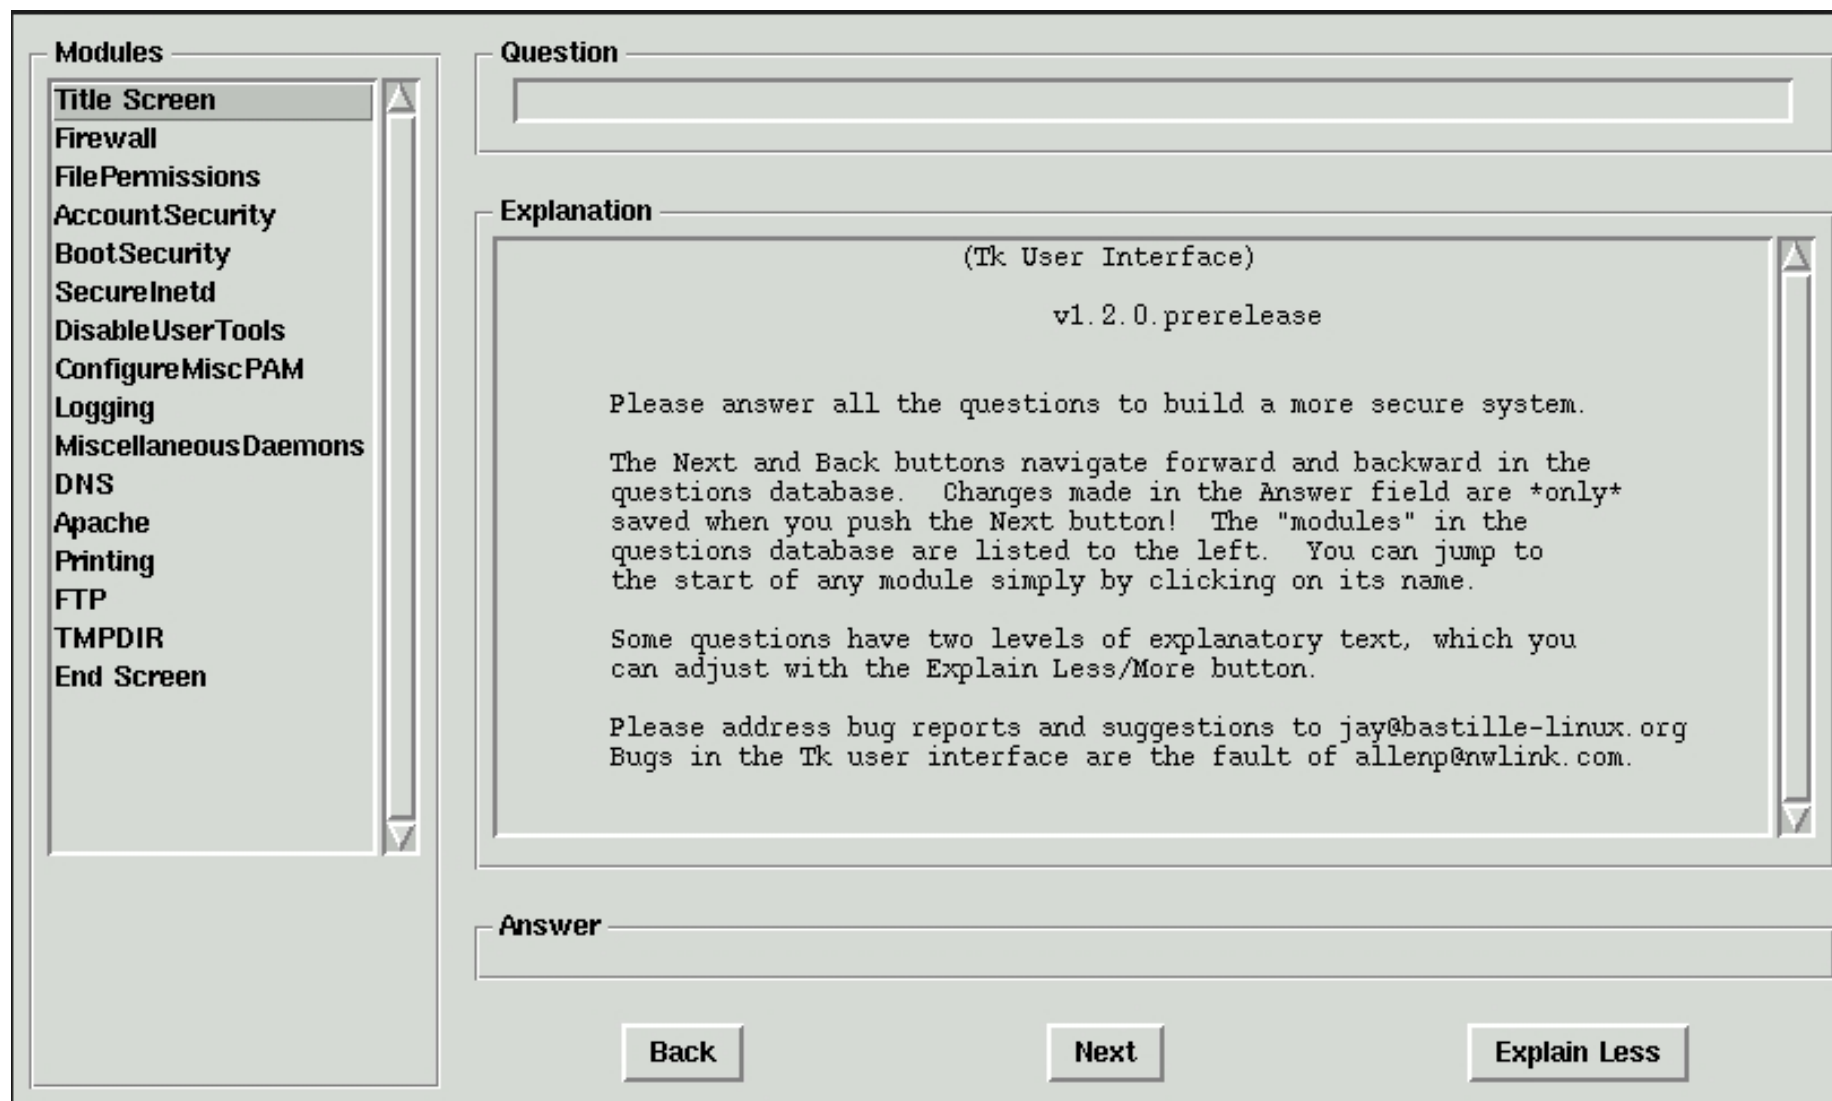 Modules
Title Screen
Firewall
FilePermissions
AccountSecurity
BootSecurity
SecureInetd
DisableUserTools
ConfigureMiscPAM
Logging
MiscellaneousDaemons
DNS
Apache
Printing
FTP
TMPDIR
End Screen
Question
Explanation
(Tk User Interface)
v1.2.0.prerelease
Please answer all the questions to build a more secure system.
The Next and Back buttons navigate forward and backward in the
questions database.  Changes made in the Answer field are *only*
saved when you push the Next button!  The "modules" in the
questions database are listed to the left.  You can jump to
the start of any module simply by clicking on its name.
Some questions have two levels of explanatory text, which you
can adjust with the Explain Less/More button.
Please address bug reports and suggestions to jay@bastille-linux.org
Bugs in the Tk user interface are the fault of allenp@nwlink.com.
Answer
Back
Next
Explain Less